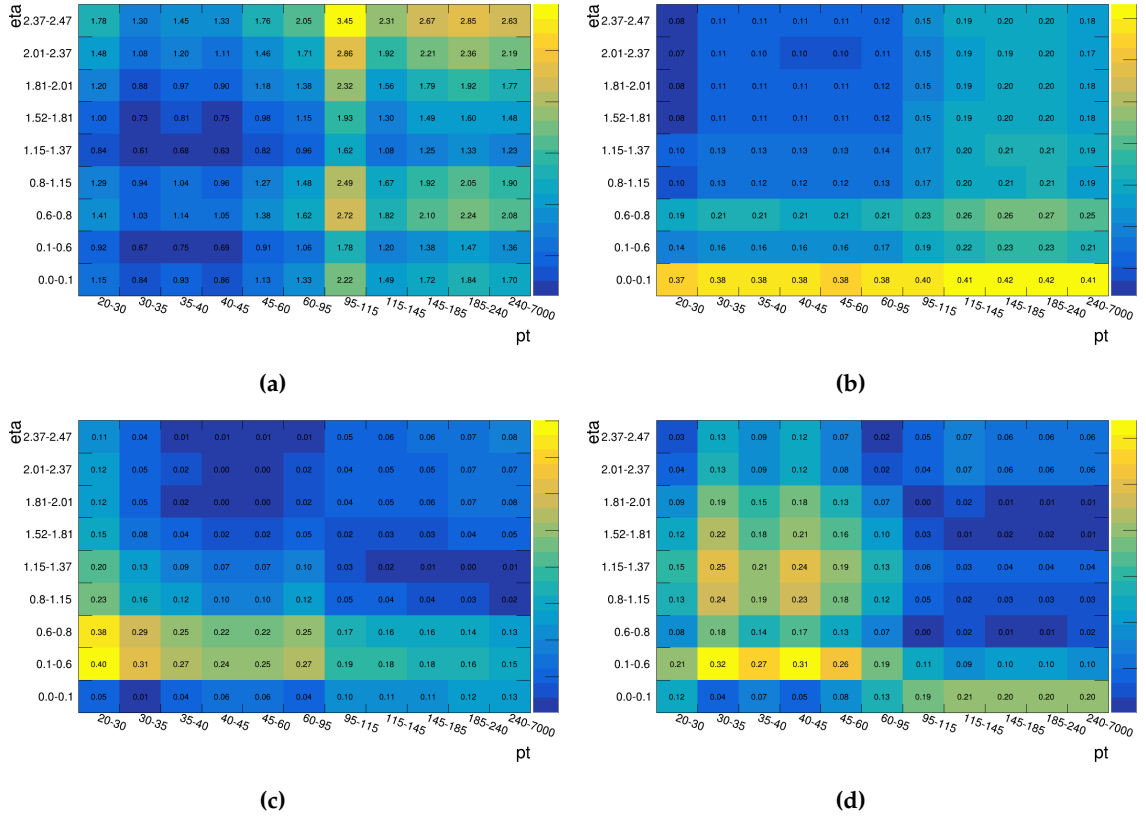 eta
2.37-2.47 1.78 1.30 1.45 1.33 1.76 2.05 3.45 2.31 2.67 2.85 2.63
2.01-2.37 1.48 1.08 1.20 1.11 1.46 1.71 2.86 1.92 2.21 2.36 2.19
1.81-2.01 1.20 0.88 0.97 0.90 1.18 1.38 2.32 1.56 1.79 1.92 1.77
1.52-1.81 1.00 0.73 0.81 0.75 0.98 1.15 1.93 1.30 1.49 1.60 1.48
1.15-1.37 0.84 0.61 0.68 0.63 0.82 0.96 1.62 1.08 1.25 1.33 1.23
0.8-1.15 1.29 0.94 1.04 0.96 1.27 1.48 2.49 1.67 1.92 2.05 1.90
0.6-0.8 1.41 1.03 1.14 1.05 1.38 1.62 2.72 1.82 2.10 2.24 2.08
0.1-0.6 0.92 0.67 0.75 0.69 0.91 1.06 1.78 1.20 1.38 1.47 1.36
0.0-0.1 1.15 0.84 0.93 0.86 1.13 1.33 2.22 1.49 1.72 1.84 1.70
20-30 30-35 35-40 40-45 45-60 60-95 95-115 115-145 145-185 185-240 240-7000
pt
(a)
eta
2.37-2.47 0.08 0.11 0.11 0.11 0.11 0.12 0.15 0.19 0.20 0.20 0.18
2.01-2.37 0.07 0.11 0.11 0.10 0.10 0.11 0.15 0.19 0.19 0.20 0.17
1.81-2.01 0.08 0.11 0.11 0.11 0.11 0.12 0.15 0.19 0.20 0.20 0.18
1.52-1.81 0.08 0.11 0.11 0.11 0.11 0.12 0.15 0.19 0.20 0.20 0.18
1.15-1.37 0.10 0.13 0.13 0.13 0.13 0.14 0.17 0.20 0.21 0.21 0.19
0.8-1.15 0.10 0.13 0.12 0.12 0.12 0.13 0.17 0.20 0.21 0.21 0.19
0.6-0.8 0.19 0.21 0.21 0.21 0.21 0.21 0.23 0.26 0.26 0.27 0.25
0.1-0.6 0.14 0.16 0.16 0.16 0.16 0.17 0.19 0.22 0.23 0.23 0.21
0.0-0.1 0.37 0.38 0.38 0.38 0.38 0.38 0.40 0.41 0.42 0.42 0.41
20-30 30-35 35-40 40-45 45-60 60-95 95-115 115-145 145-185 185-240 240-7000
pt
(b)
eta
2.37-2.47 0.11 0.04 0.01 0.01 0.01 0.01 0.05 0.06 0.06 0.07 0.08
2.01-2.37 0.12 0.05 0.02 0.00 0.00 0.02 0.04 0.05 0.05 0.07 0.07
1.81-2.01 0.12 0.05 0.02 0.00 0.00 0.02 0.04 0.05 0.06 0.07 0.08
1.52-1.81 0.15 0.08 0.05 0.02 0.03 0.05 0.02 0.03 0.03 0.04 0.05
1.15-1.37 0.20 0.13 0.09 0.07 0.07 0.10 0.03 0.02 0.01 0.00 0.01
0.8-1.15 0.23 0.16 0.12 0.10 0.10 0.12 0.05 0.04 0.04 0.03 0.02
0.6-0.8 0.38 0.29 0.25 0.22 0.22 0.25 0.17 0.16 0.16 0.14 0.13
0.1-0.6 0.40 0.31 0.27 0.24 0.25 0.27 0.19 0.18 0.18 0.16 0.15
0.0-0.1 0.05 0.01 0.04 0.06 0.06 0.04 0.10 0.11 0.11 0.12 0.13
20-30 30-35 35-40 40-45 45-60 60-95 95-115 115-145 145-185 185-240 240-7000
pt
(c)
eta
2.37-2.47 0.03 0.13 0.09 0.12 0.07 0.02 0.05 0.07 0.06 0.06 0.06
2.01-2.37 0.04 0.13 0.09 0.12 0.08 0.02 0.04 0.07 0.06 0.06 0.06
1.81-2.01 0.09 0.19 0.15 0.18 0.13 0.07 0.00 0.02 0.01 0.01 0.01
1.52-1.81 0.12 0.22 0.18 0.21 0.16 0.10 0.03 0.01 0.02 0.02 0.01
1.15-1.37 0.15 0.25 0.21 0.24 0.19 0.13 0.06 0.03 0.04 0.04 0.04
0.8-1.15 0.13 0.24 0.19 0.23 0.18 0.12 0.05 0.02 0.03 0.03 0.03
0.6-0.8 0.08 0.18 0.14 0.17 0.13 0.07 0.00 0.02 0.01 0.01 0.02
0.1-0.6 0.21 0.32 0.27 0.31 0.26 0.19 0.11 0.09 0.10 0.10 0.10
0.0-0.1 0.12 0.04 0.07 0.05 0.08 0.13 0.19 0.21 0.20 0.20 0.20
20-30 30-35 35-40 40-45 45-60 60-95 95-115 115-145 145-185 185-240 240-7000
pt
(d)